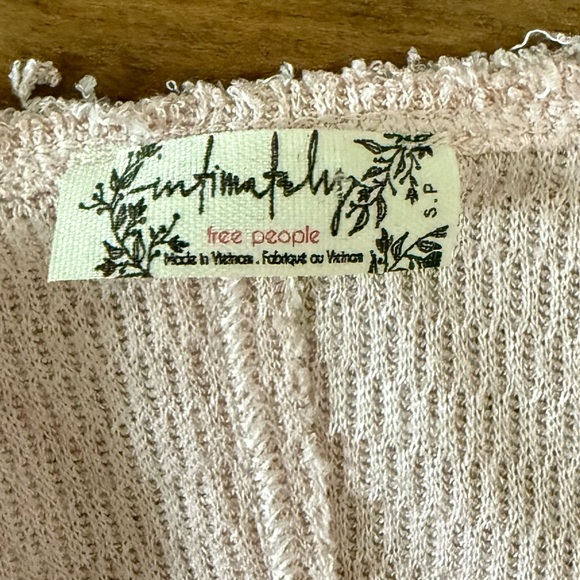 intimately
free people
Made in Vietnam . Fabriqué au Vietnam
S.P